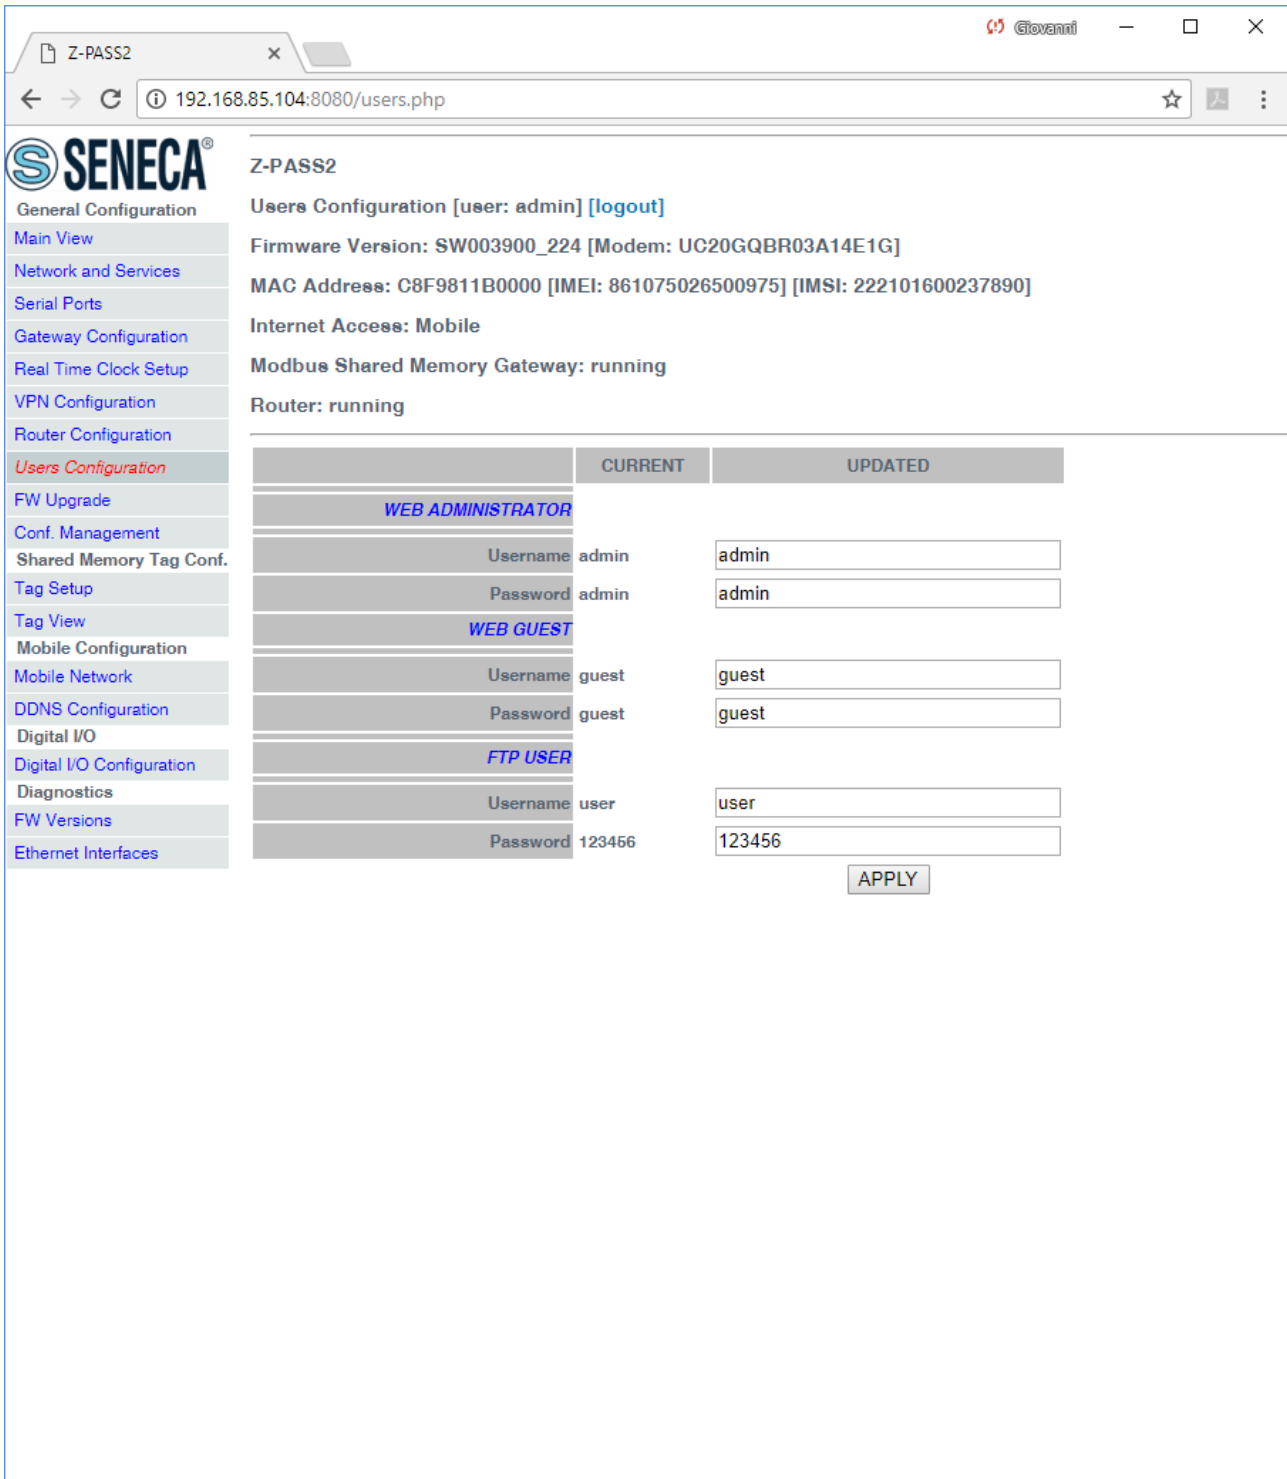 Giovanni
Z-PASS2
192.168.85.104:8080/users.php
SENECA®
General Configuration
Main View
Network and Services
Serial Ports
Gateway Configuration
Real Time Clock Setup
VPN Configuration
Router Configuration
Users Configuration
FW Upgrade
Conf. Management
Shared Memory Tag Conf.
Tag Setup
Tag View
Mobile Configuration
Mobile Network
DDNS Configuration
Digital I/O
Digital I/O Configuration
Diagnostics
FW Versions
Ethernet Interfaces
Z-PASS2
Users Configuration [user: admin] [logout]
Firmware Version: SW003900_224 [Modem: UC20GQBR03A14E1G]
MAC Address: C8F9811B0000 [IMEI: 861075026500975] [IMSI: 222101600237890]
Internet Access: Mobile
Modbus Shared Memory Gateway: running
Router: running
CURRENT UPDATED
WEB ADMINISTRATOR
Username admin admin
Password admin admin
WEB GUEST
Username guest guest
Password guest guest
FTP USER
Username user user
Password 123456 123456
APPLY